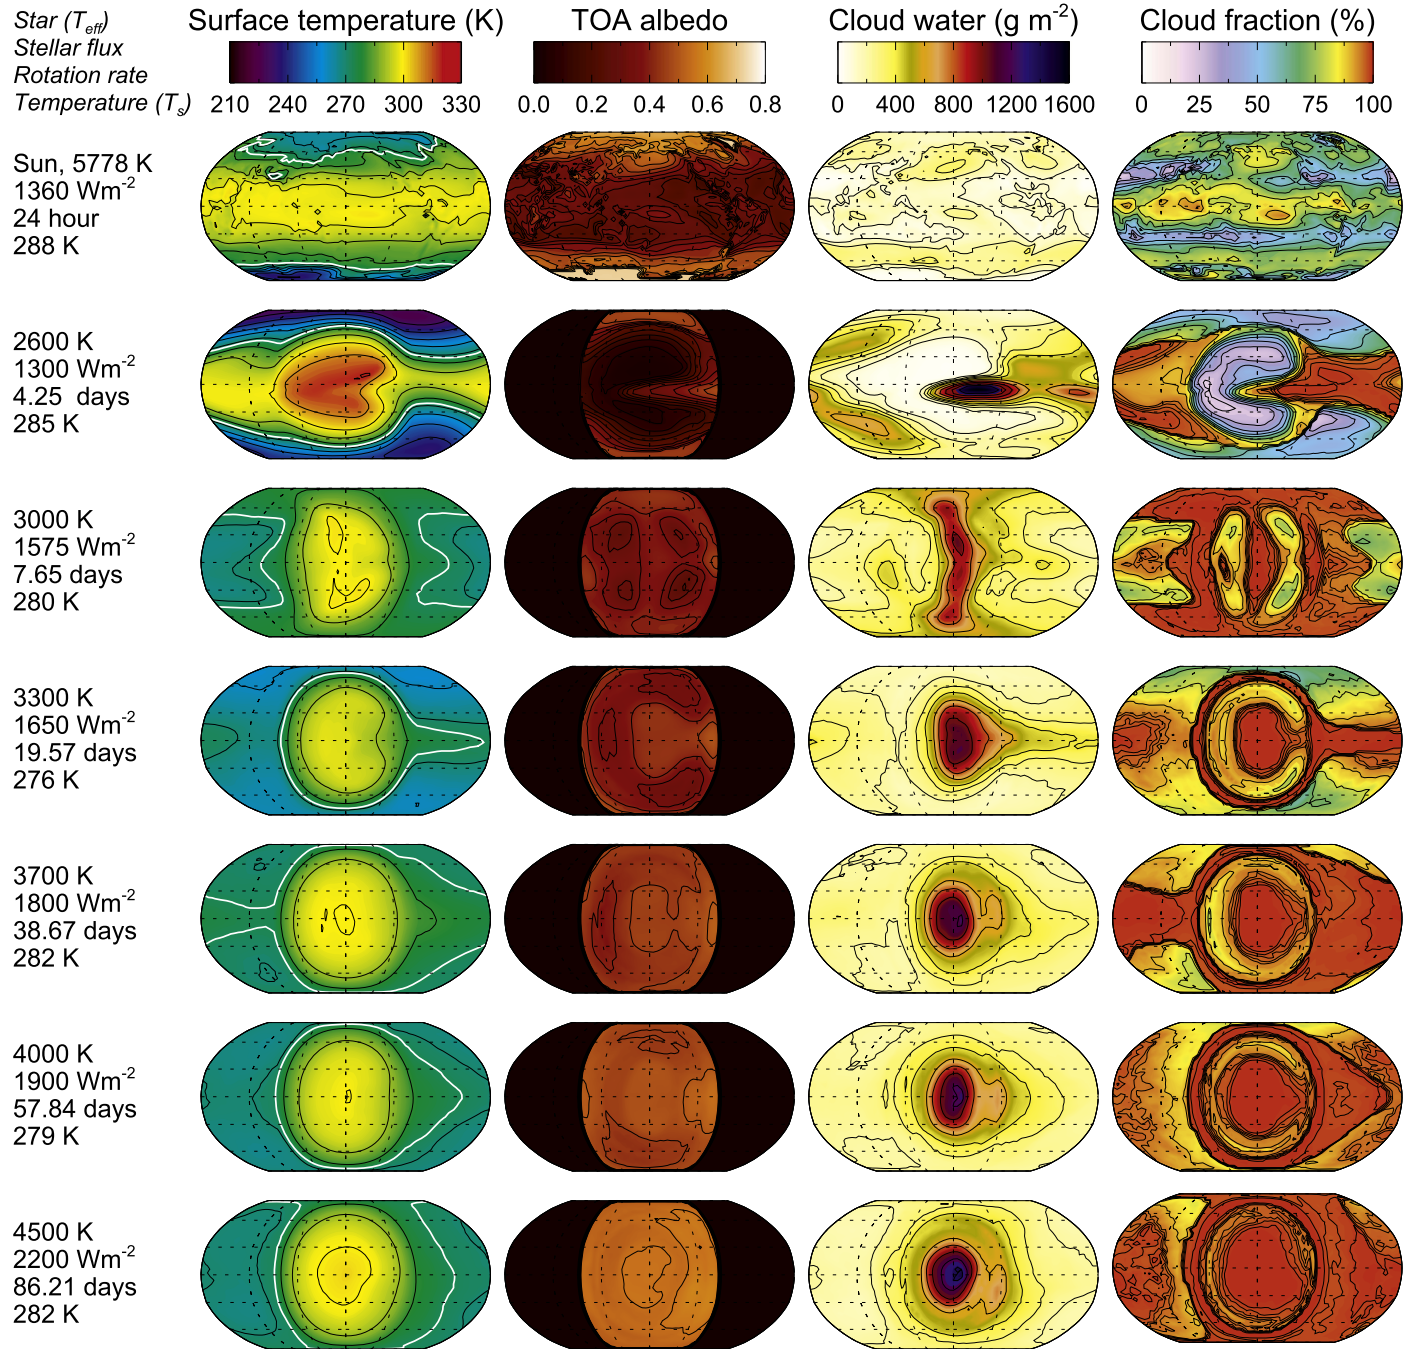 Star (Teff)
Stellar flux
Rotation rate
Temperature (Ts)
Surface temperature (K)
210 240 270 300 330
TOA albedo
0.0 0.2 0.4 0.6 0.8
Cloud water (g m-2)
0 400 800 1200 1600
Cloud fraction (%)
0 25 50 75 100
Sun, 5778 K
1360 Wm-2
24 hour
288 K
2600 K
1300 Wm-2
4.25 days
285 K
3000 K
1575 Wm-2
7.65 days
280 K
3300 K
1650 Wm-2
19.57 days
276 K
3700 K
1800 Wm-2
38.67 days
282 K
4000 K
1900 Wm-2
57.84 days
279 K
4500 K
2200 Wm-2
86.21 days
282 K